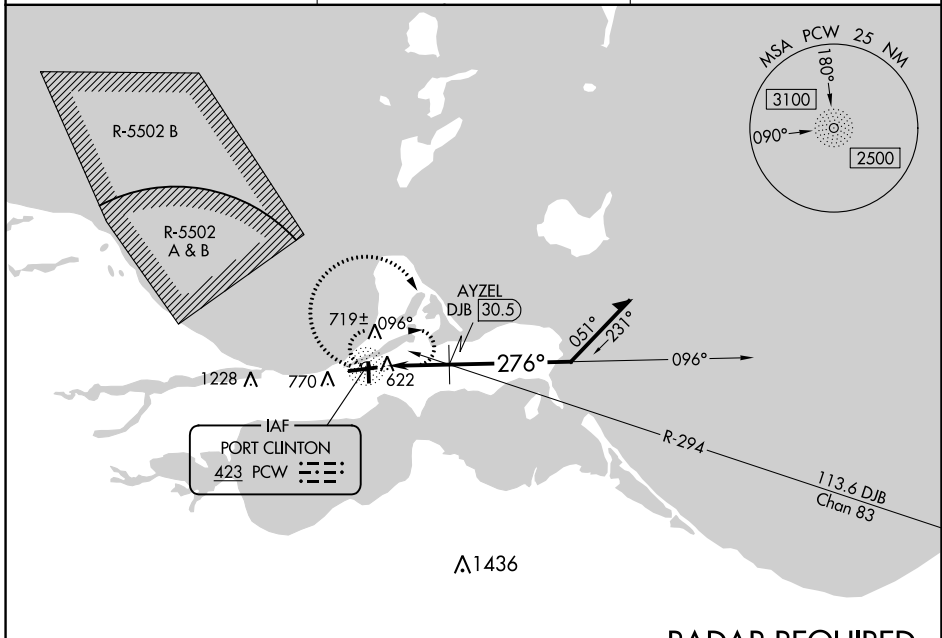 MSA PCW 25 NM
180°
3100
090°
2500
R-5502 B
R-5502
A & B
AYZEL
DJB 30.5
719± 096°
051°
231°
276°
096°
1228
770
622
IAF
PORT CLINTON
423 PCW
R-294
113.6 DJB
Chan 83
1436
RADAR REQUIRED